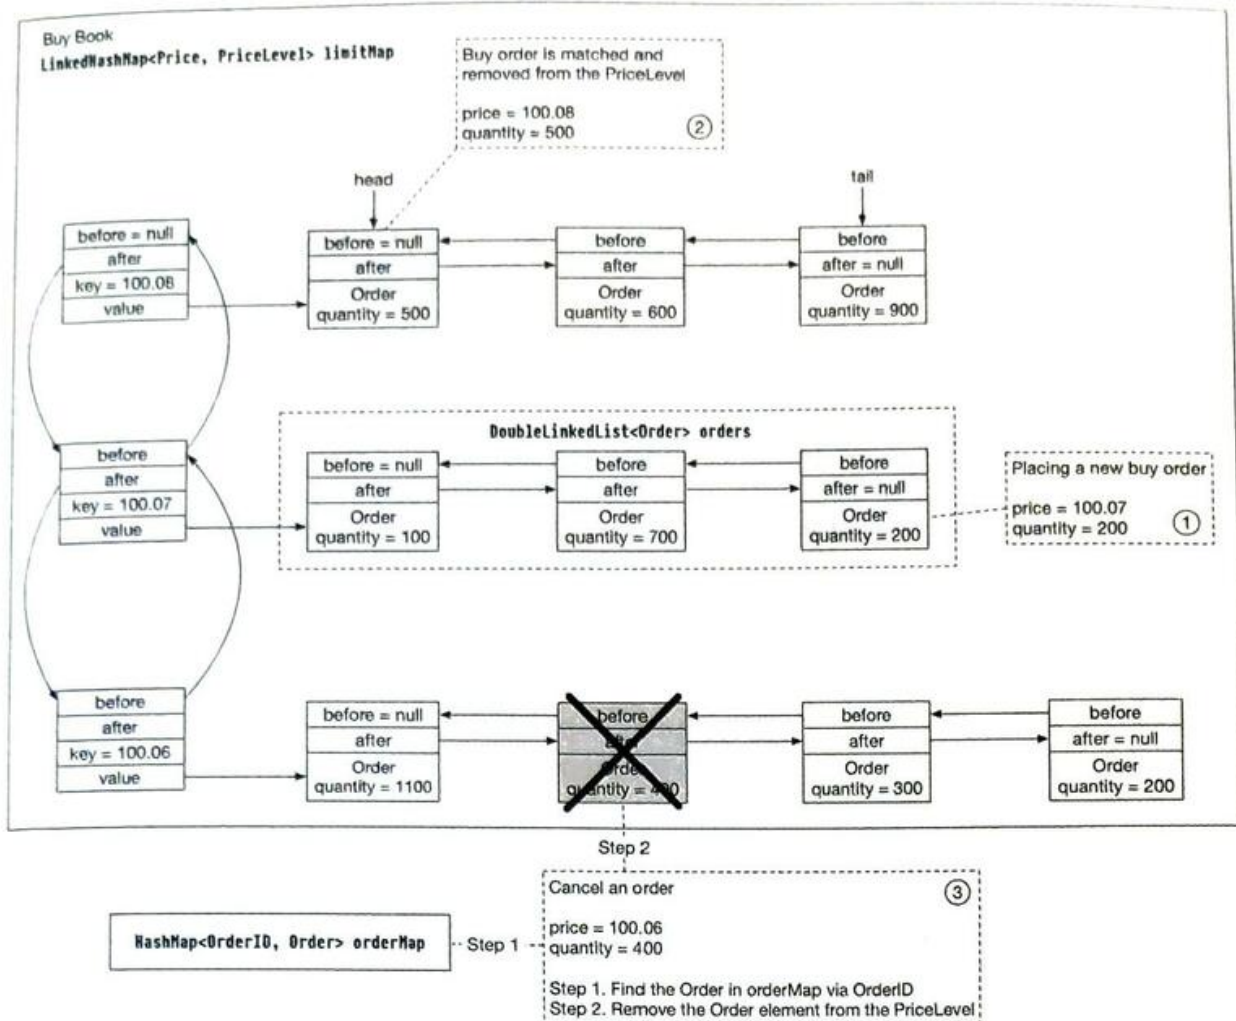 Buy Book
LinkedHashMap<Price, PriceLevel> limitMap
Buy order is matched and
removed from the PriceLevel
price = 100.08
quantity = 500
2
head
tail
before = null
after
key = 100.08
value
before = null
after
Order
quantity = 500
before
after
Order
quantity = 600
before
after = null
Order
quantity = 900
DoubleLinkedList<Order> orders
before
after
key = 100.07
value
before = null
after
Order
quantity = 100
before
after
Order
quantity = 700
before
after = null
Order
quantity = 200
Placing a new buy order
price = 100.07
quantity = 200
1
before
after
key = 100.06
value
before = null
after
Order
quantity = 1100
before
after
Order
quantity = 400
before
after
Order
quantity = 300
before
after = null
Order
quantity = 200
Step 2
Cancel an order
3
price = 100.06
quantity = 400
HashMap<OrderID, Order> orderMap
Step 1
Step 1. Find the Order in orderMap via OrderID
Step 2. Remove the Order element from the PriceLevel